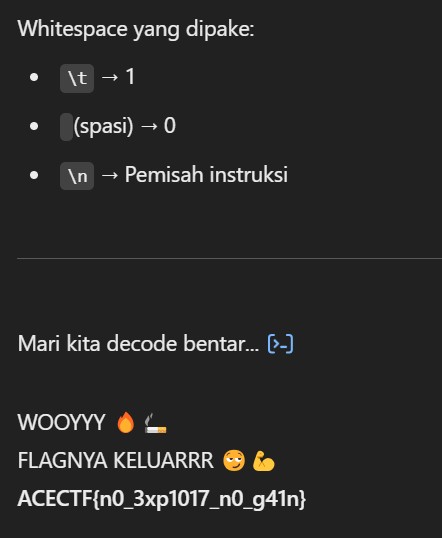 Whitespace yang dipake:
• \t → 1
• (spasi) → 0
• \n → Pemisah instruksi
Mari kita decode bentar... [>-]
WOOYYY 🔥 🚬
FLAGNYA KELUARRR 😏 💪
ACECTF{n0_3xp1017_n0_g41n}